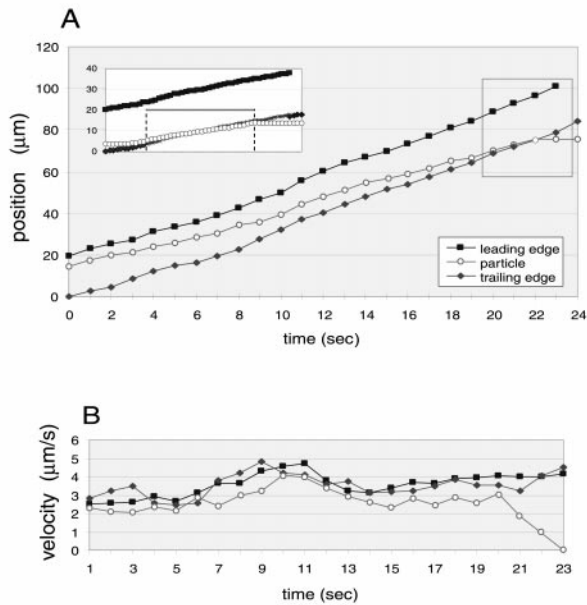 A
120
100
80
60
40
20
0
position (μm)
40
30
20
10
0
leading edge
particle
trailing edge
0 2 4 6 8 10 12 14 16 18 20 22 24
time (sec)
B
6
5
4
3
2
1
0
velocity (μm/s)
1 3 5 7 9 11 13 15 17 19 21 23
time (sec)